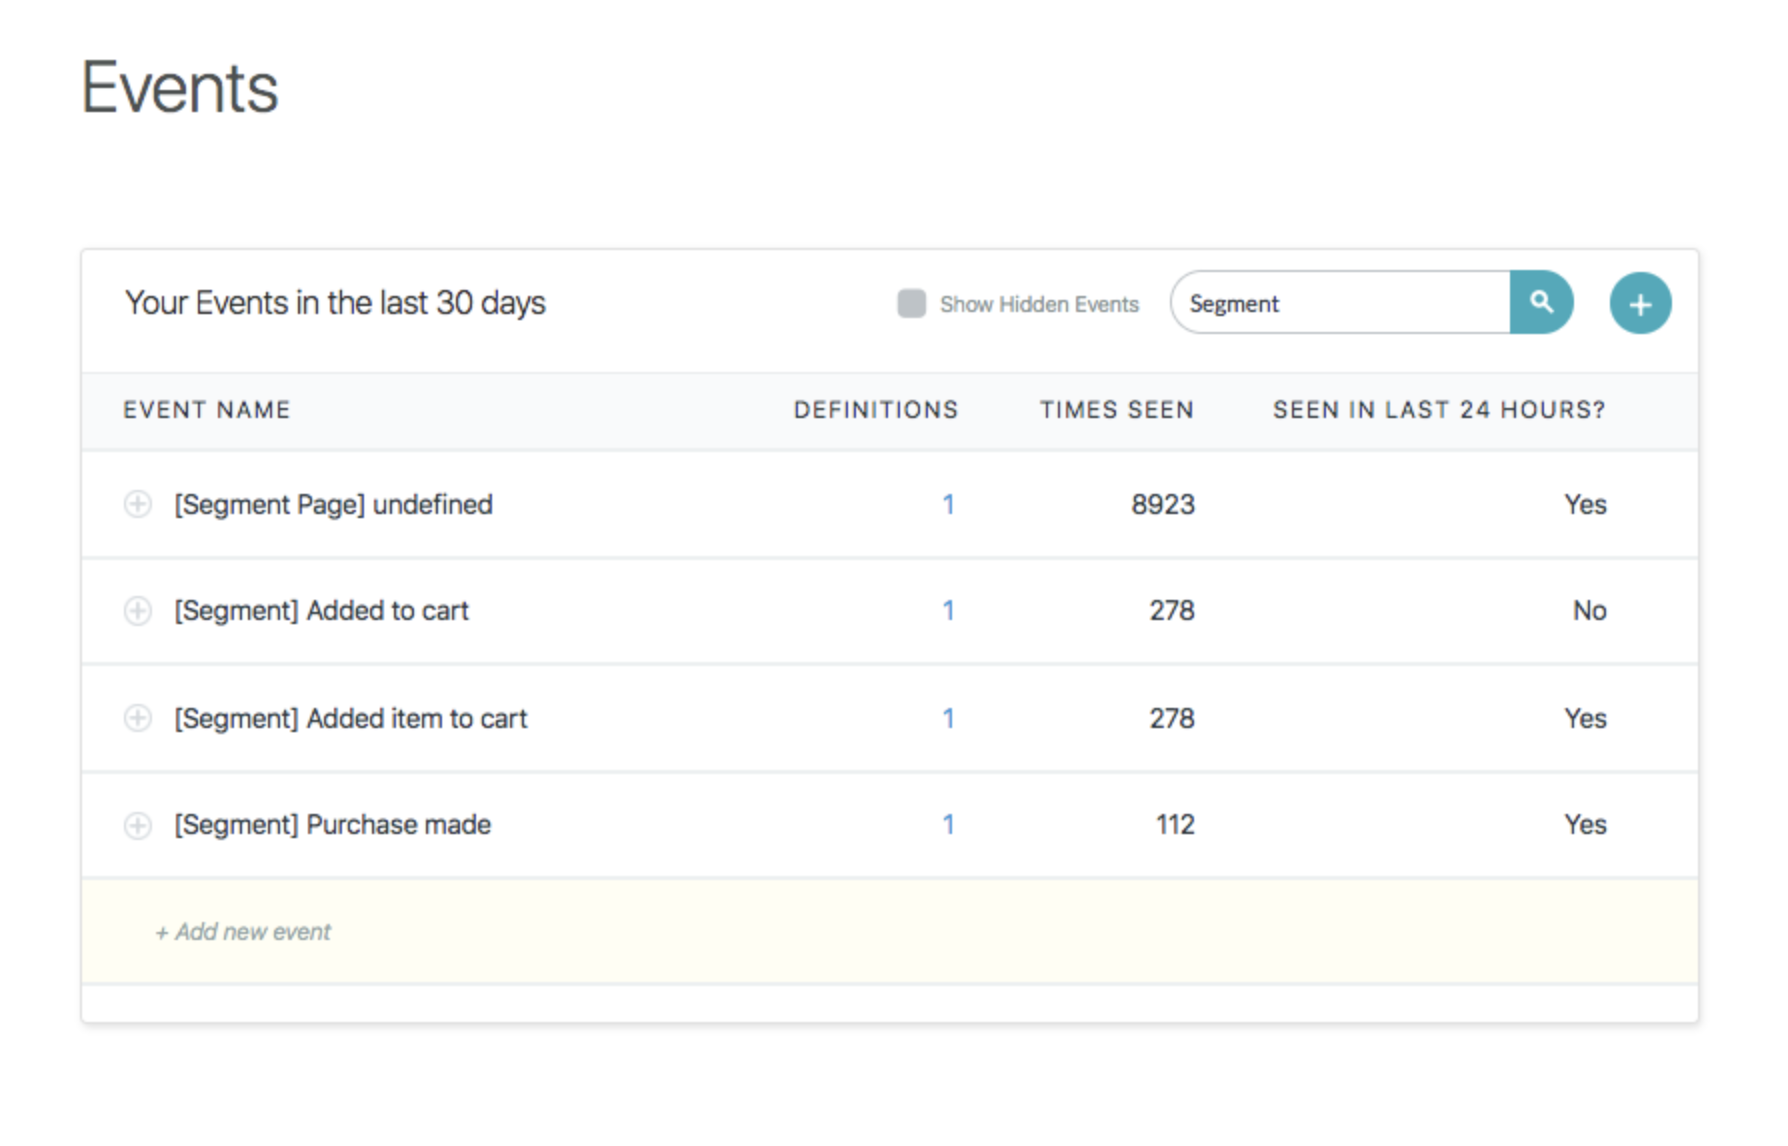 Events
Your Events in the last 30 days Show Hidden Events Segment +
EVENT NAME DEFINITIONS TIMES SEEN SEEN IN LAST 24 HOURS?
[Segment Page] undefined 1 8923 Yes
[Segment] Added to cart 1 278 No
[Segment] Added item to cart 1 278 Yes
[Segment] Purchase made 1 112 Yes
+ Add new event